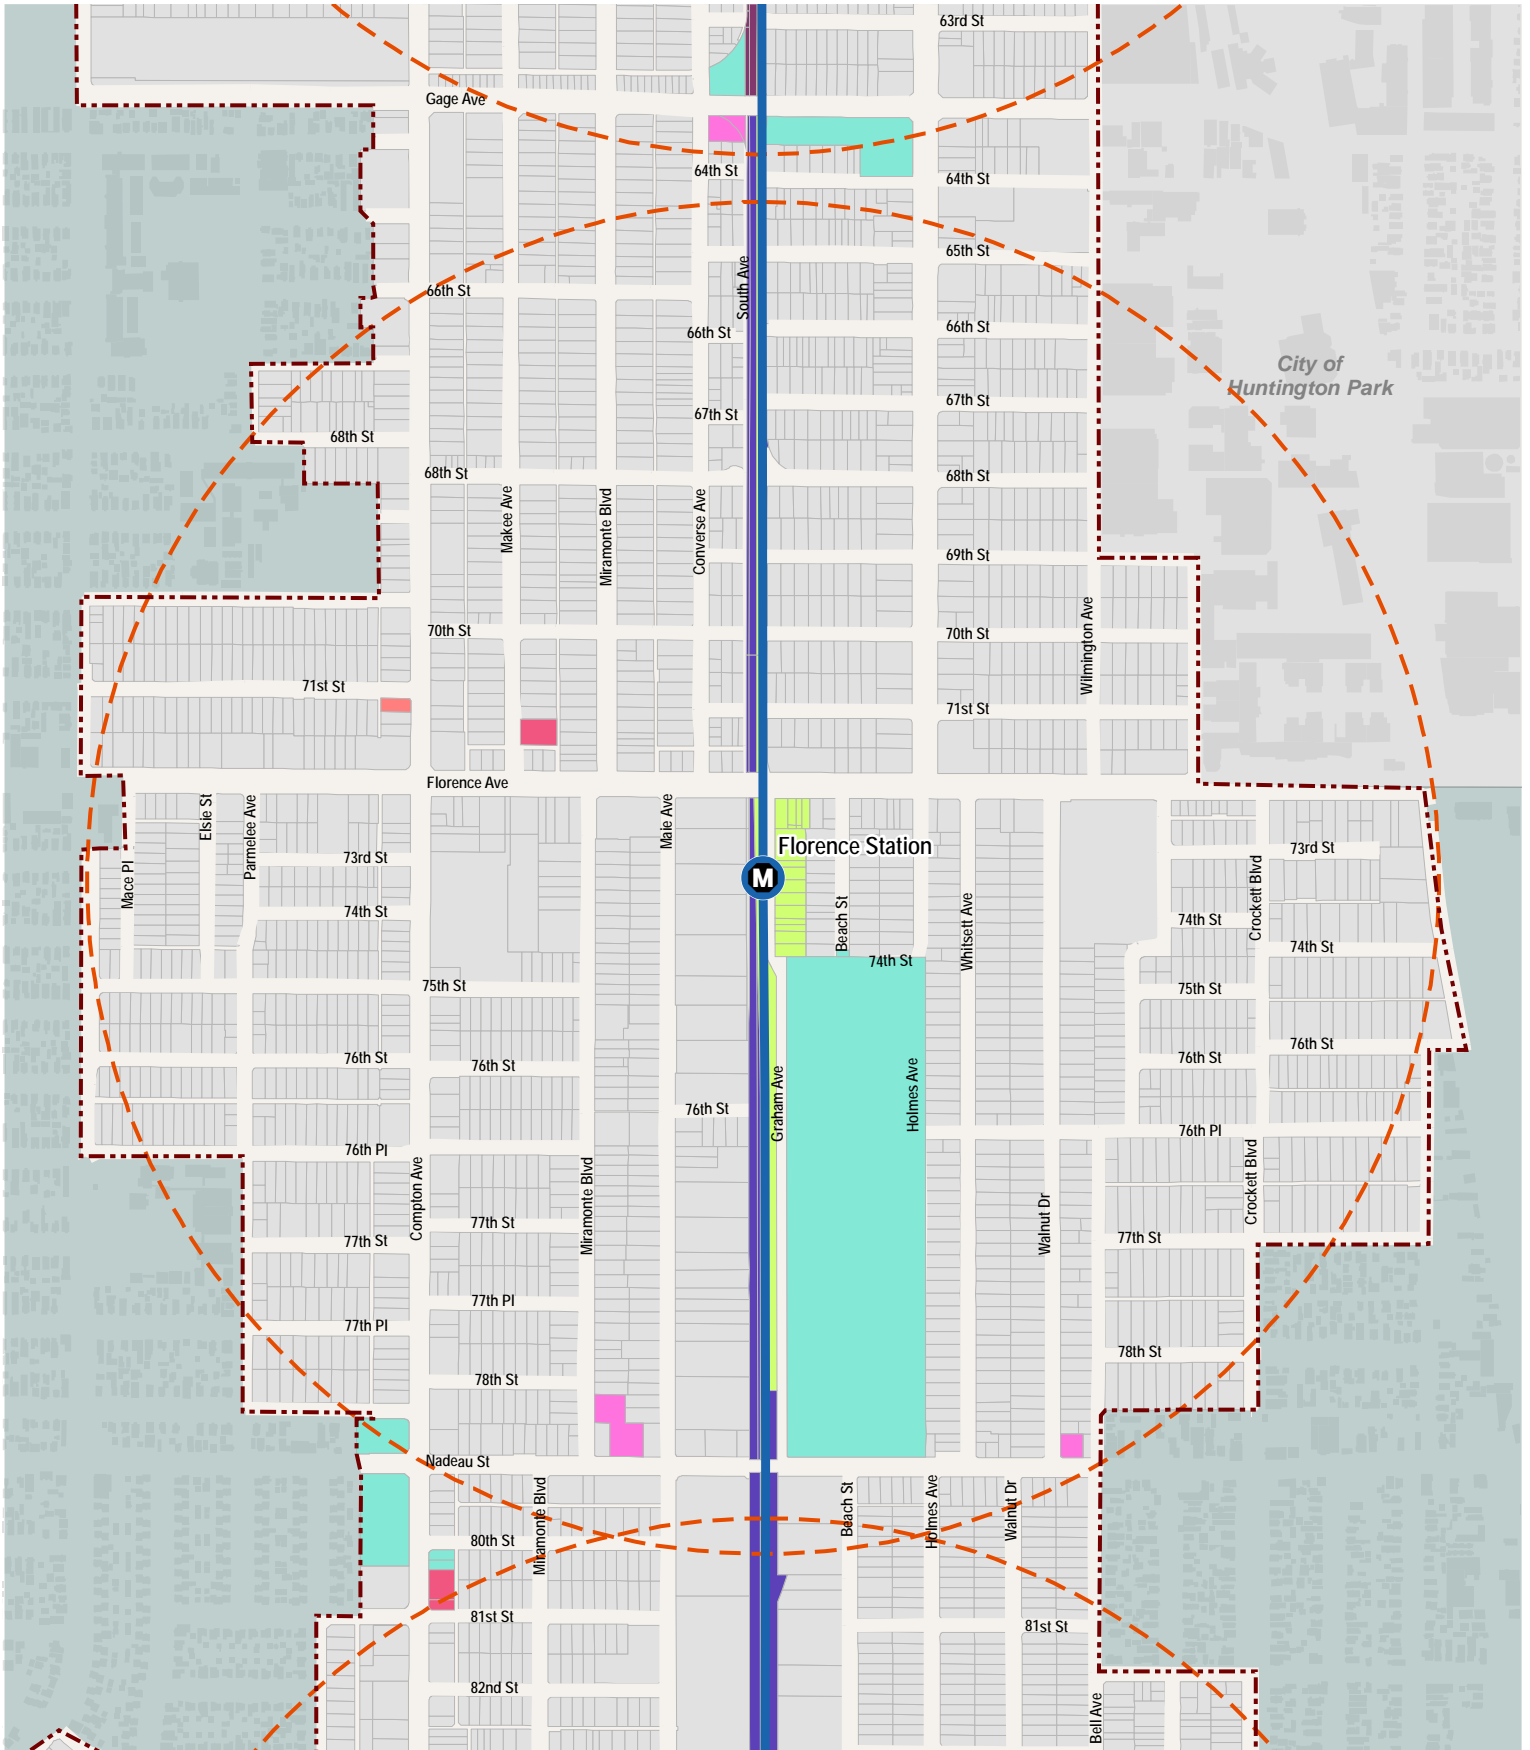 63rd St
Gage Ave
64th St
64th St
65th St
South Ave
66th St
66th St
66th St
City of
Huntington Park
67th St
67th St
68th St
68th St
68th St
Makee Ave
Miramonte Blvd
Converse Ave
69th St
70th St
70th St
Wilmington Ave
71st St
71st St
Florence Ave
Elsie St
Parmelee Ave
Maie Ave
Florence Station
M
73rd St
73rd St
Mace Pl
Crockett Blvd
74th St
Beach St
Whitsett Ave
74th St
74th St
74th St
75th St
75th St
76th St
76th St
76th St
76th St
Graham Ave
Holmes Ave
76th St
76th Pl
76th Pl
Compton Ave
Miramonte Blvd
Crockett Blvd
Walnut Dr
77th St
77th St
77th St
77th Pl
77th Pl
78th St
78th St
Nadeau St
Miramonte Blvd
Beach St
Holmes Ave
Walnut Dr
80th St
81st St
81st St
82nd St
Bell Ave